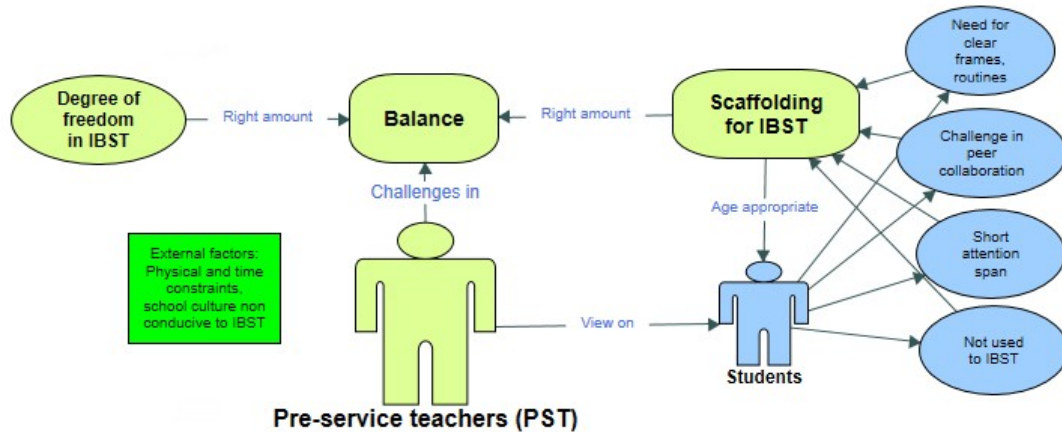 Degree of
freedom
in IBST
Right amount
Balance
Right amount
Scaffolding
for IBST
Need for
clear
frames,
routines
Challenge in
peer
collaboration
Short
attention
span
Not used
to IBST
Challenges in
Age appropriate
External factors:
Physical and time
constraints,
school culture non
conducive to IBST
View on
Students
Pre-service teachers (PST)